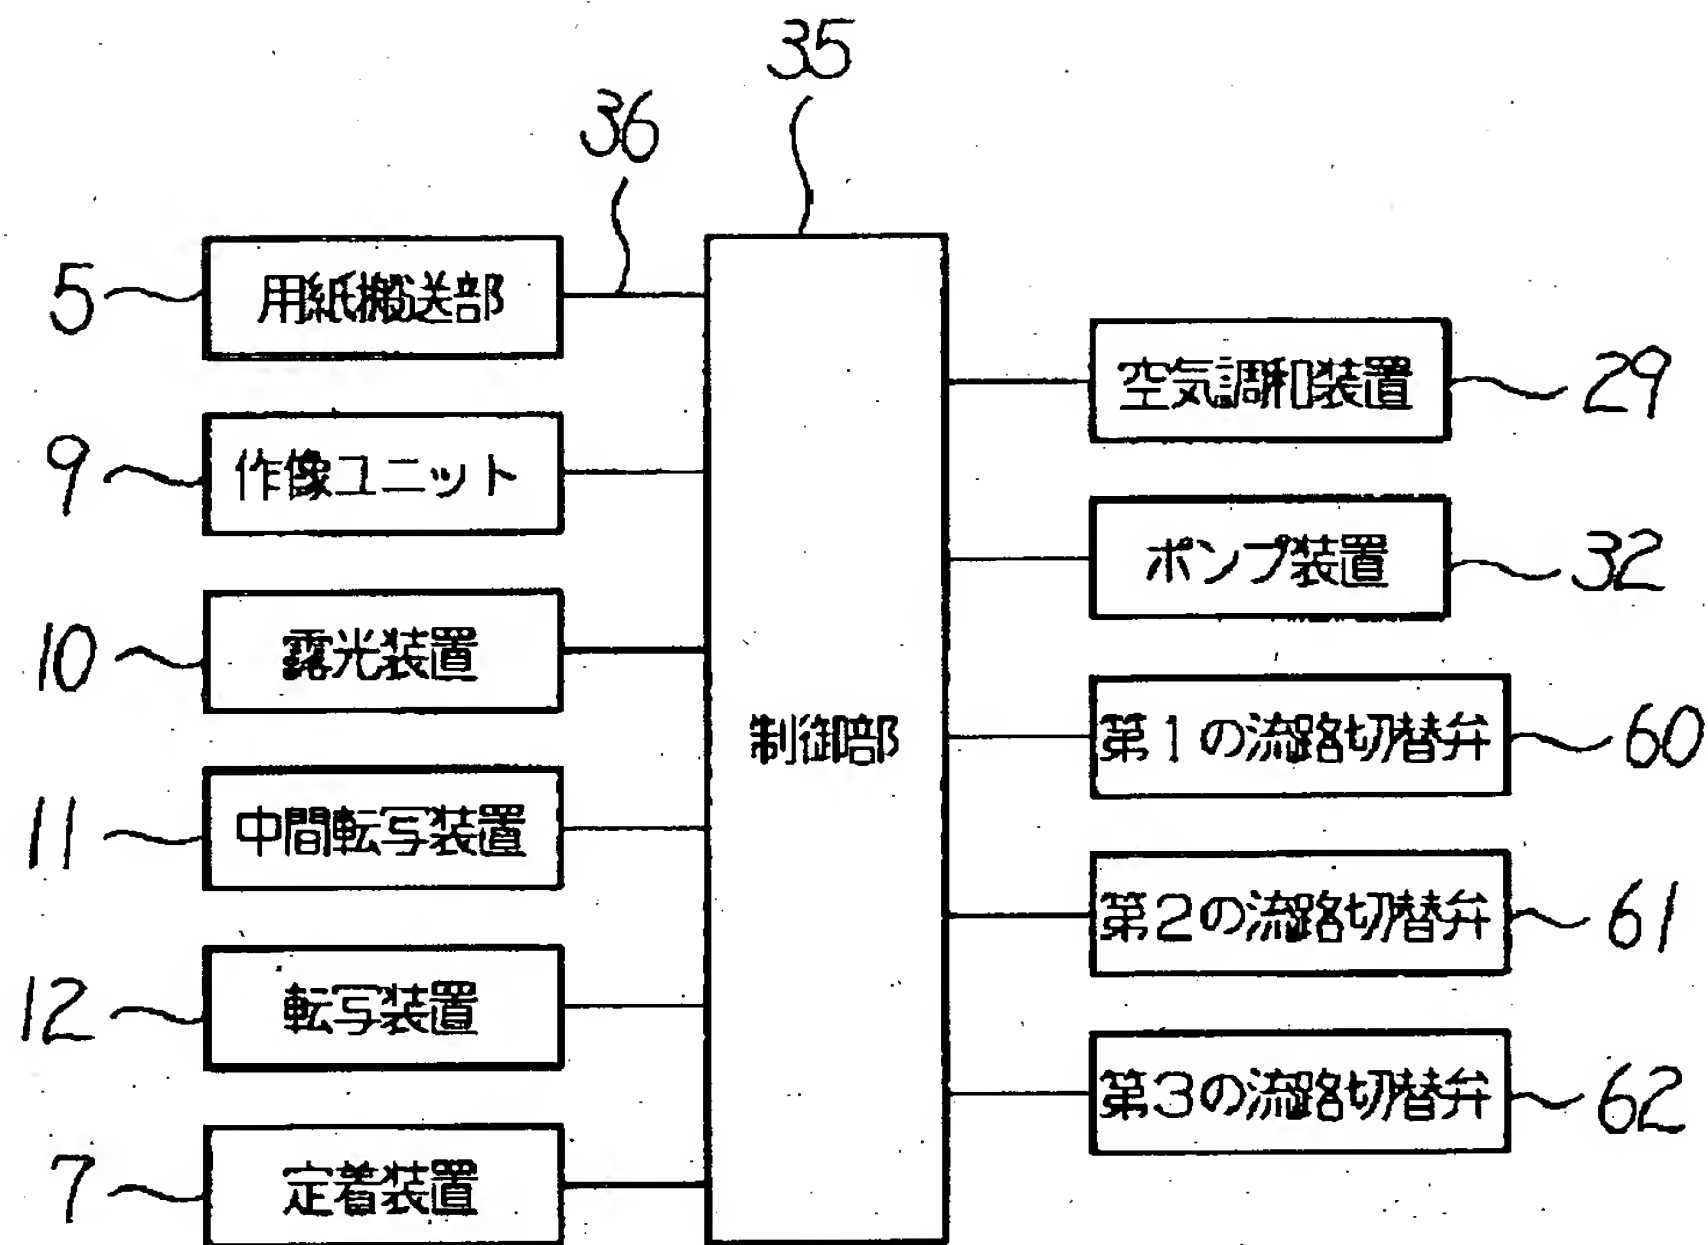 35
36
5 用紙搬送部
9 作像ユニット
10 露光装置
11 中間転写装置
12 転写装置
7 定着装置
制御部
空気調和装置 29
ポンプ装置 32
第1の流路切替弁 60
第2の流路切替弁 61
第3の流路切替弁 62